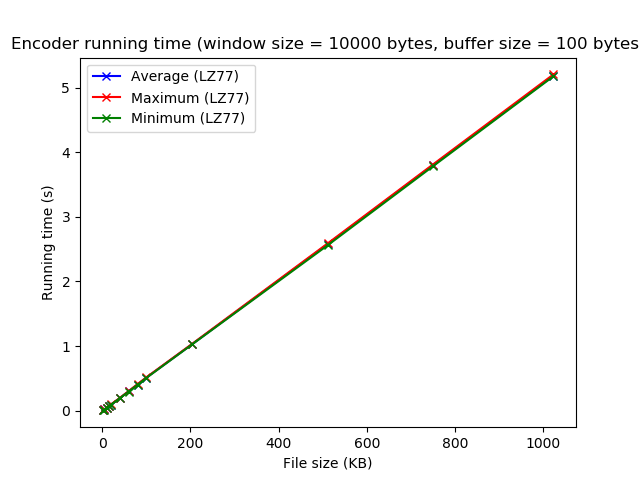 Encoder running time (window size = 10000 bytes, buffer size = 100 bytes
Average (LZ77)
Maximum (LZ77)
Minimum (LZ77)
5
4
3
2
1
0
Running time (s)
0 200 400 600 800 1000
File size (KB)